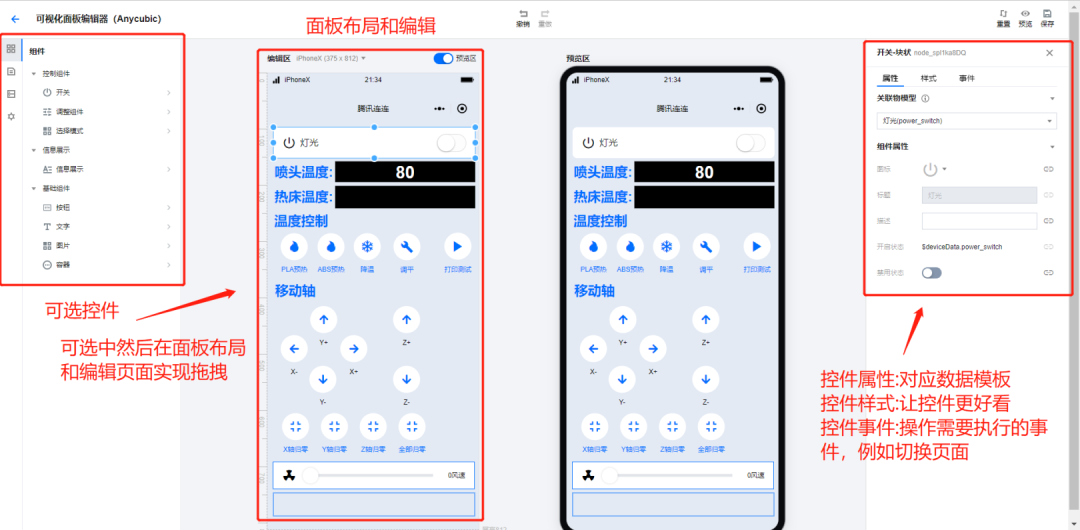 可视化面板编辑器（Anycubic）
面板布局和编辑
撤销
重做
重置
预览
保存
组件
控制组件
开关
调整组件
选择模式
信息展示
信息展示
基础组件
按钮
文字
图片
容器
可选控件
可选中然后在面板布局
和编辑页面实现拖拽
编辑区 iPhoneX (375 x 812)
预览区
iPhoneX 21:34
腾讯连连
灯光
喷头温度: 80
热床温度:
温度控制
PLA预热 ABS预热 降温 调平 打印测试
移动轴
Y+ Z+
X- X+
Y- Z-
X轴归零 Y轴归零 Z轴归零 全部归零
0风速
预览区
iPhoneX 21:34
腾讯连连
灯光
喷头温度: 80
热床温度:
温度控制
PLA预热 ABS预热 降温 调平 打印测试
移动轴
Y+ Z+
X- X+
Y- Z-
X轴归零 Y轴归零 Z轴归零 全部归零
0风速
开关-块状 node_spl1ka8DQ
属性 样式 事件
关联物模型
灯光(power_switch)
组件属性
图标
标题 灯光
描述
开启状态 $deviceData.power_switch
禁用状态
控件属性:对应数据模板
控件样式:让控件更好看
控件事件:操作需要执行的事
件，例如切换页面